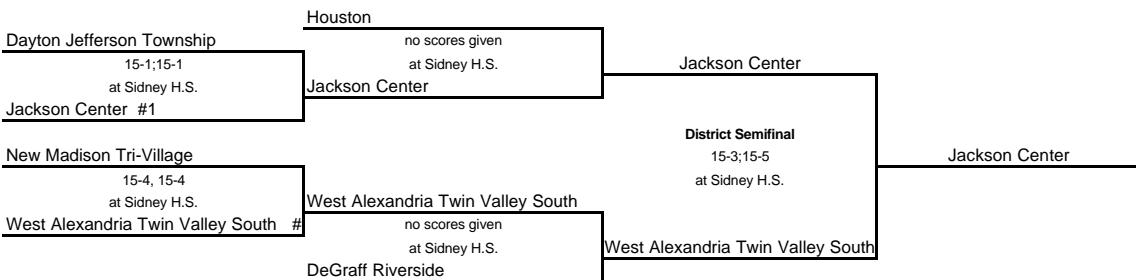 Houston
Dayton Jefferson Township
no scores given
15-1;15-1
at Sidney H.S.
Jackson Center
at Sidney H.S.
Jackson Center
Jackson Center #1
District Semifinal
New Madison Tri-Village
15-3;15-5
Jackson Center
15-4, 15-4
at Sidney H.S.
at Sidney H.S.
West Alexandria Twin Valley South
West Alexandria Twin Valley South #
no scores given
at Sidney H.S.
West Alexandria Twin Valley South
DeGraff Riverside